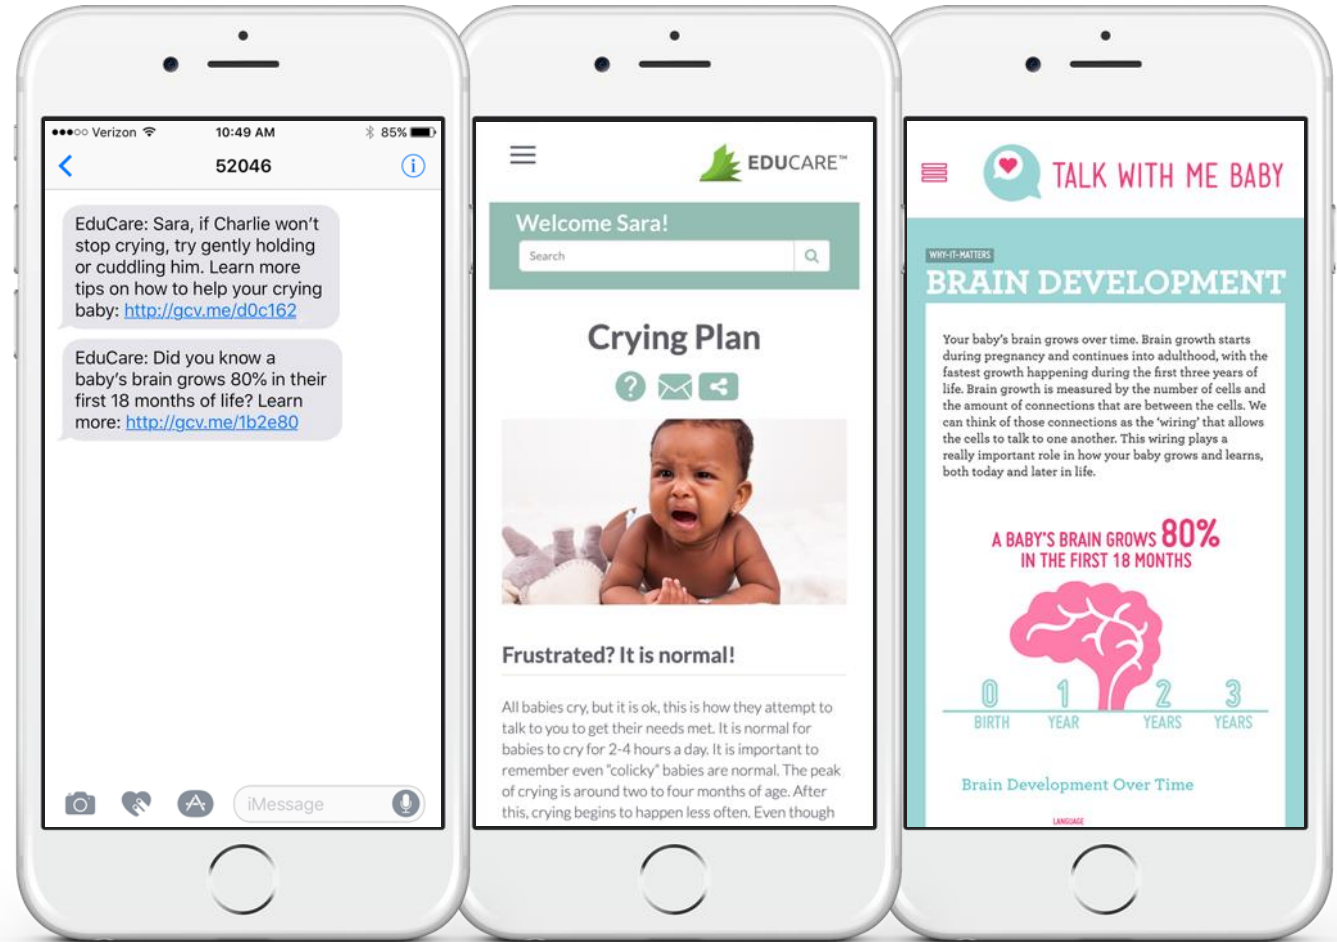 Verizon
10:49 AM
85%
52046
EduCare: Sara, if Charlie won't
stop crying, try gently holding
or cuddling him. Learn more
tips on how to help your crying
baby: http://gcv.me/d0c162
EduCare: Did you know a
baby's brain grows 80% in their
first 18 months of life? Learn
more: http://gcv.me/1b2e80
iMessage
EDUCARE™
Welcome Sara!
Search
Crying Plan
Frustrated? It is normal!
All babies cry, but it is ok, this is how they attempt to
talk to you to get their needs met. It is normal for
babies to cry for 2-4 hours a day. It is important to
remember even "colicky" babies are normal. The peak
of crying is around two to four months of age. After
this, crying begins to happen less often. Even though
TALK WITH ME BABY
WHY-IT-MATTERS
BRAIN DEVELOPMENT
Your baby's brain grows over time. Brain growth starts
during pregnancy and continues into adulthood, with the
fastest growth happening during the first three years of
life. Brain growth is measured by the number of cells and
the amount of connections that are between the cells. We
can think of those connections as the 'wiring' that allows
the cells to talk to one another. This wiring plays a
really important role in how your baby grows and learns,
both today and later in life.
A BABY'S BRAIN GROWS 80%
IN THE FIRST 18 MONTHS
0 1 2 3
BIRTH YEAR YEARS YEARS
Brain Development Over Time
LANGUAGE